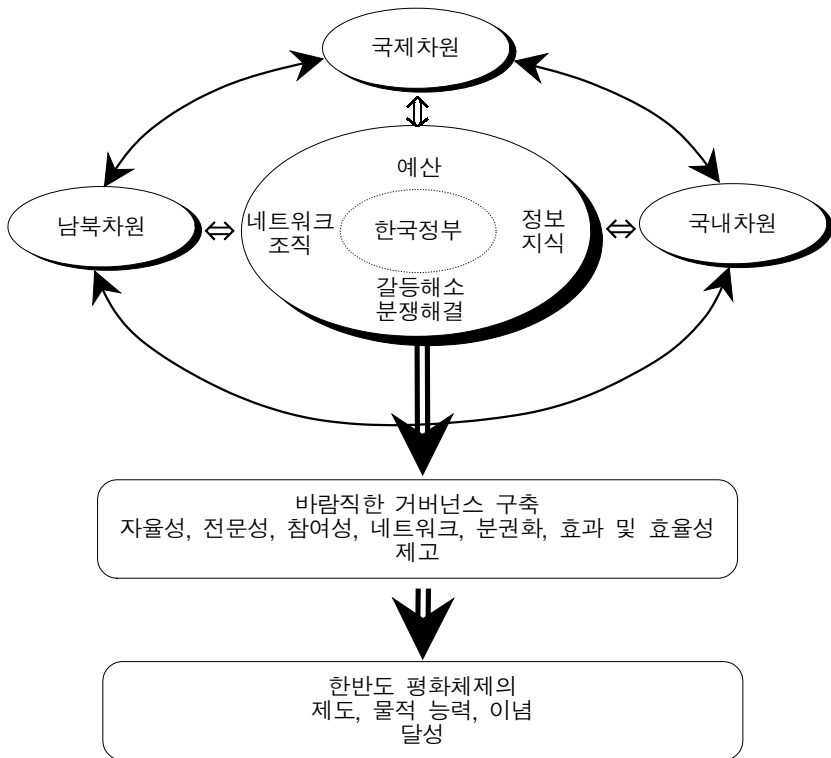 국제차원
예산
남북차원
네트워크
조직
한국정부
정보
지식
국내차원
갈등해소
분쟁해결
바람직한 거버넌스 구축
자율성, 전문성, 참여성, 네트워크, 분권화, 효과 및 효율성
제고
한반도 평화체제의
제도, 물적 능력, 이념
달성